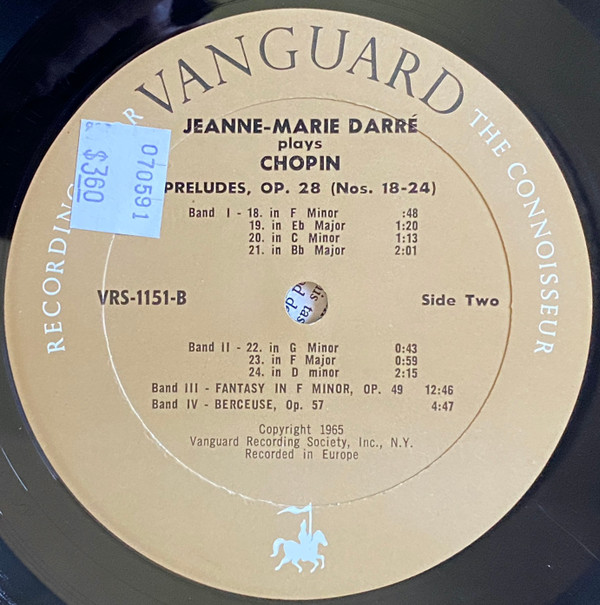 VANGUARD
RECORDING
R THE CONNOISSEUR
070591
$360
JEANNE-MARIE DARRÉ
plays
CHOPIN
PRELUDES, OP. 28 (Nos. 18-24)
Band I - 18. in F Minor :48
19. in Eb Major 1:20
20. in C Minor 1:13
21. in Bb Major 2:01
VRS-1151-B
Side Two
Band II - 22. in G Minor 0:43
23. in F Major 0:59
24. in D minor 2:15
Band III - FANTASY IN F MINOR, OP. 49 12:46
Band IV - BERCEUSE, Op. 57 4:47
Copyright 1965
Vanguard Recording Society, Inc., N.Y.
Recorded in Europe